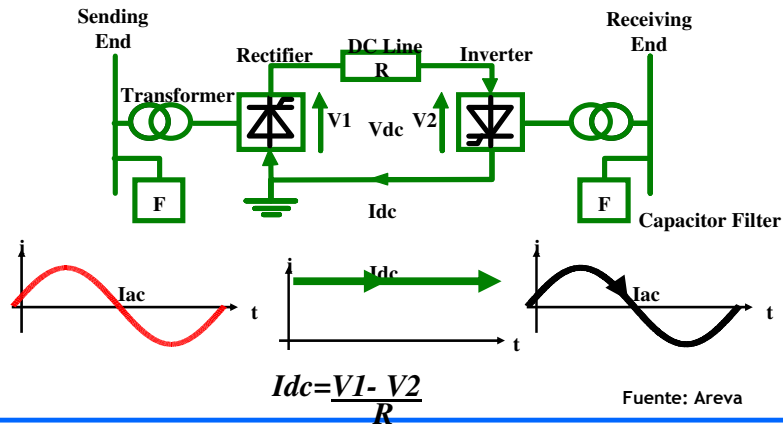 Sending
End
Rectifier
DC Line
R
Inverter
Receiving
End
Transformer
V1
Vdc
V2
F
Idc
F
Capacitor Filter
i
Iac
t
i
Idc
t
i
Iac
t
Idc=V1- V2
R
Fuente: Areva